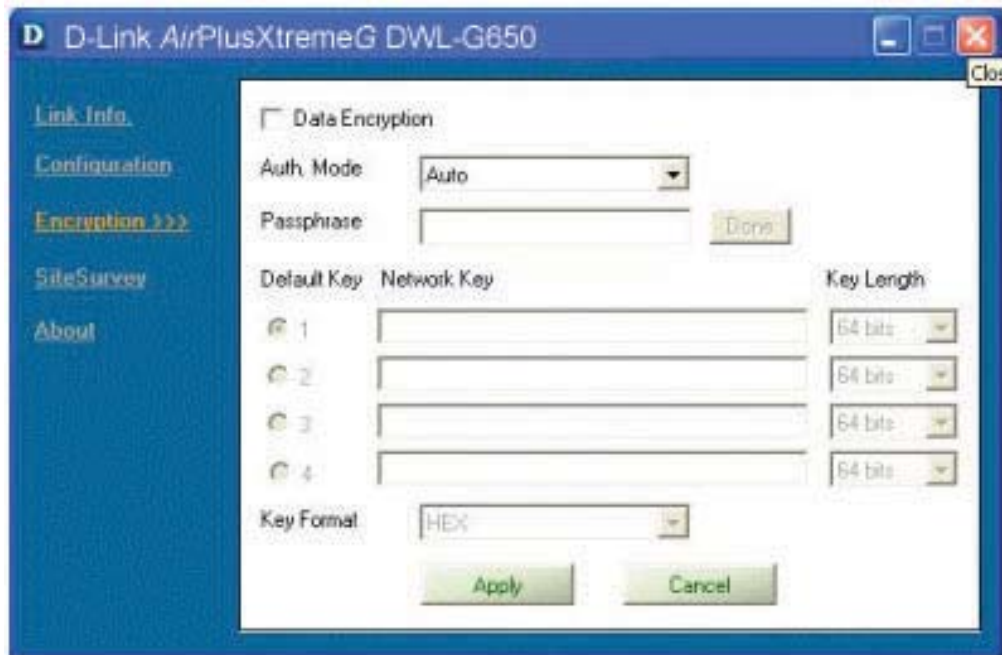 D D-Link AirPlusXtremeG DWL-G650
Clos
Link Info.
Configuration
Encryption >>>
SiteSurvey
About
Data Encryption
Auth. Mode Auto
Passphrase Done
Default Key Network Key Key Length
1 64 bits
2 64 bits
3 64 bits
4 64 bits
Key Format HEX
Apply Cancel